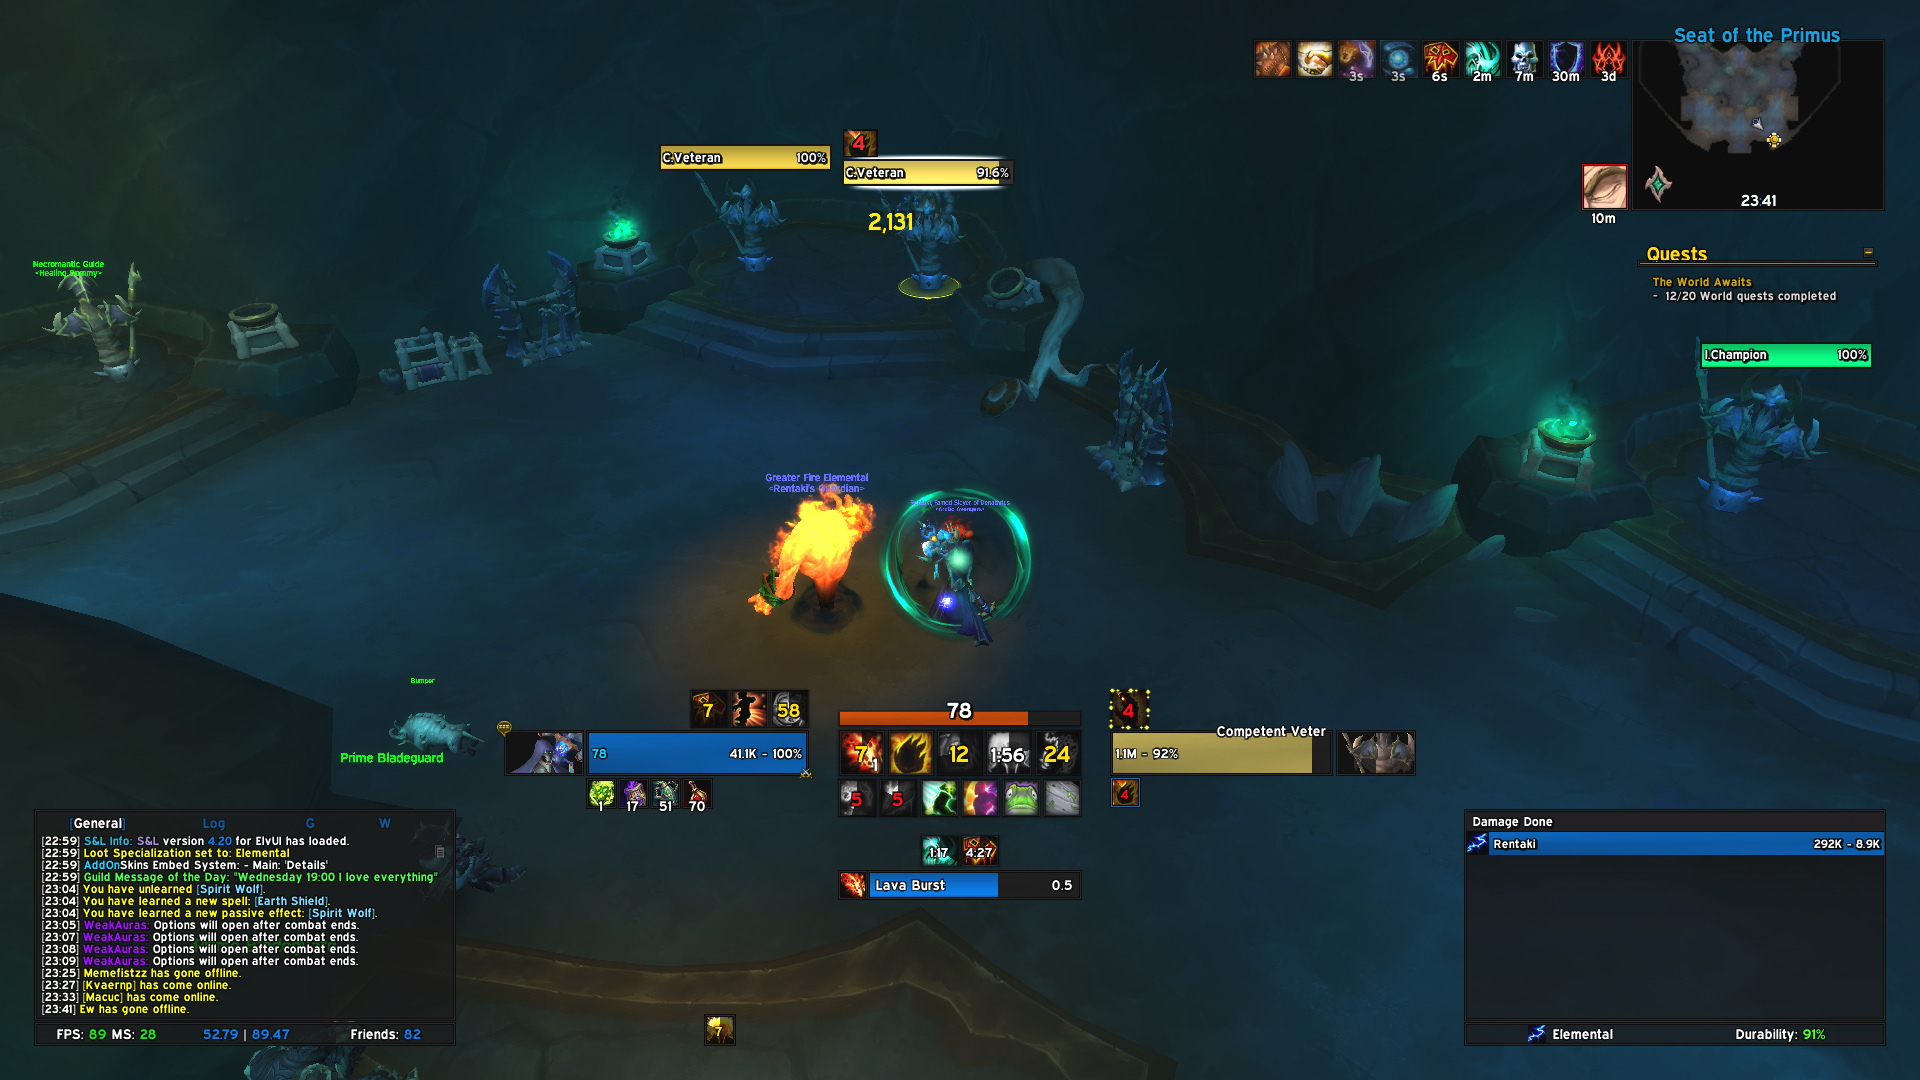 Seat of the Primus
3s
3s
6s
2m
7m
30m
3d
4
C.Veteran 100%
C.Veteran 91.6%
23:41
10m
2,131
Quests
The World Awaits
- 12/20 World quests completed
Necromantic Guide
I.Champion 100%
Greater Fire Elemental
<Rentaki's Guardian>
<Arctic Avengers>
Bumper
Prime Bladeguard
7
58
78
4
78 41.1K - 100%
7
1
12
1:56
24
Competent Veter
1.1M - 92%
1
17
51
70
5
5
4
1:17
4:27
Lava Burst 0.5
[General] Log G W
[22:59] S&L Info: S&L version 4.20 for ElvUI has loaded.
[22:59] Loot Specialization set to: Elemental
[22:59] AddOnSkins Embed System: - Main: 'Details'
[22:59] Guild Message of the Day: "Wednesday 19:00 I love everything"
[23:04] You have unlearned [Spirit Wolf].
[23:04] You have learned a new spell: [Earth Shield].
[23:04] You have learned a new passive effect: [Spirit Wolf].
[23:05] WeakAuras: Options will open after combat ends.
[23:07] WeakAuras: Options will open after combat ends.
[23:08] WeakAuras: Options will open after combat ends.
[23:09] WeakAuras: Options will open after combat ends.
[23:25] Memefistzz has gone offline.
[23:27] [Kvaernp] has come online.
[23:33] [Macuc] has come online.
[23:41] Ew has gone offline.
FPS: 89 MS: 28 52.79 | 89.47 Friends: 82
7
Damage Done
Rentaki 292K - 8.9K
Elemental Durability: 91%